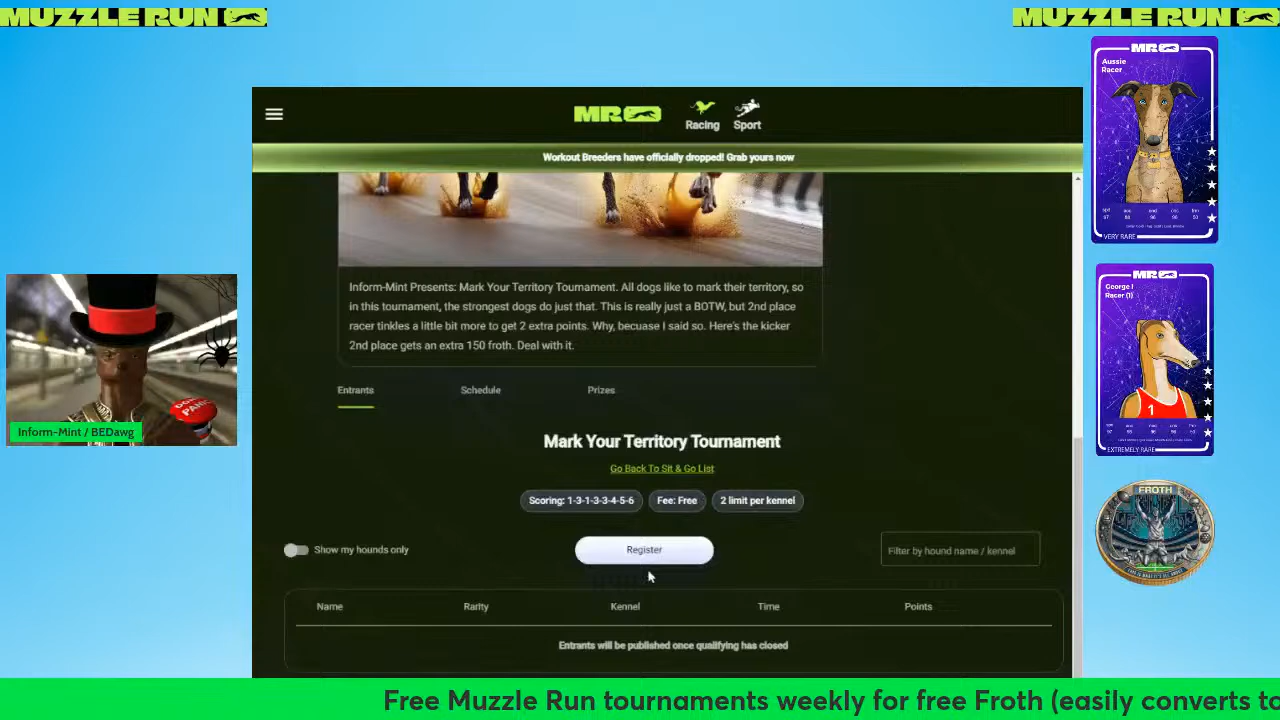 MUZZLE RUN
MUZZLE RUN
MR
Racing
Sport
Workout Breeders have officially dropped! Grab yours now
Inform-Mint Presents: Mark Your Territory Tournament. All dogs like to mark their territory, so
in this tournament, the strongest dogs do just that. This is really just a BOTW, but 2nd place
racer tinkles a little bit more to get 2 extra points. Why, becuase I said so. Here's the kicker
2nd place gets an extra 150 froth. Deal with it.
Entrants
Schedule
Prizes
Mark Your Territory Tournament
Go Back To Sit & Go List
Scoring: 1-3-1-3-3-4-5-6
Fee: Free
2 limit per kennel
Show my hounds only
Register
Filter by hound name / kennel
Name
Rarity
Kennel
Time
Points
Entrants will be published once qualifying has closed
DON'T
PANIC
Inform-Mint / BEDawg
MR
Aussie
Racer
VERY RARE
MR
George I
Racer (1)
1
EXTREMELY RARE
FROTH
Free Muzzle Run tournaments weekly for free Froth (easily converts to